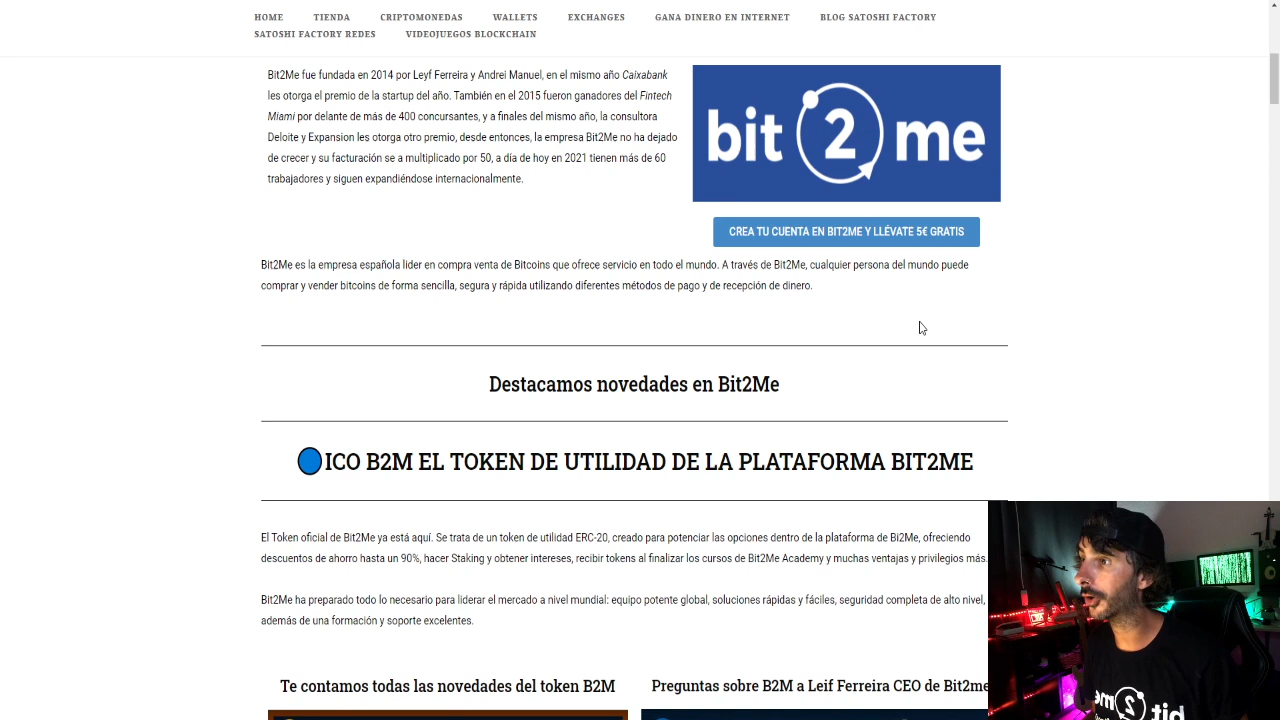 HOME TIENDA CRIPTOMONEDAS WALLETS EXCHANGES GANA DINERO EN INTERNET BLOG SATOSHI FACTORY
SATOSHI FACTORY REDES VIDEOJUEGOS BLOCKCHAIN
Bit2Me fue fundada en 2014 por Leyf Ferreira y Andrei Manuel, en el mismo año Caixabank
les otorga el premio de la startup del año. También en el 2015 fueron ganadores del Fintech
Miami por delante de más de 400 concursantes, y a finales del mismo año, la consultora
Deloite y Expansion les otorga otro premio, desde entonces, la empresa Bit2Me no ha dejado
de crecer y su facturación se a multiplicado por 50, a día de hoy en 2021 tienen más de 60
trabajadores y siguen expandiéndose internacionalmente.
bit 2 me
CREA TU CUENTA EN BIT2ME Y LLÉVATE 5€ GRATIS
Bit2Me es la empresa española lider en compra venta de Bitcoins que ofrece servicio en todo el mundo. A través de Bit2Me, cualquier persona del mundo puede
comprar y vender bitcoins de forma sencilla, segura y rápida utilizando diferentes métodos de pago y de recepción de dinero.
Destacamos novedades en Bit2Me
ICO B2M EL TOKEN DE UTILIDAD DE LA PLATAFORMA BIT2ME
El Token oficial de Bit2Me ya está aquí. Se trata de un token de utilidad ERC-20, creado para potenciar las opciones dentro de la plataforma de Bi2Me, ofreciendo
descuentos de ahorro hasta un 90%, hacer Staking y obtener intereses, recibir tokens al finalizar los cursos de Bit2Me Academy y muchas ventajas y privilegios más.
Bit2Me ha preparado todo lo necesario para liderar el mercado a nivel mundial: equipo potente global, soluciones rápidas y fáciles, seguridad completa de alto nivel,
además de una formación y soporte excelentes.
Te contamos todas las novedades del token B2M
Preguntas sobre B2M a Leif Ferreira CEO de Bit2me
bit 2 me